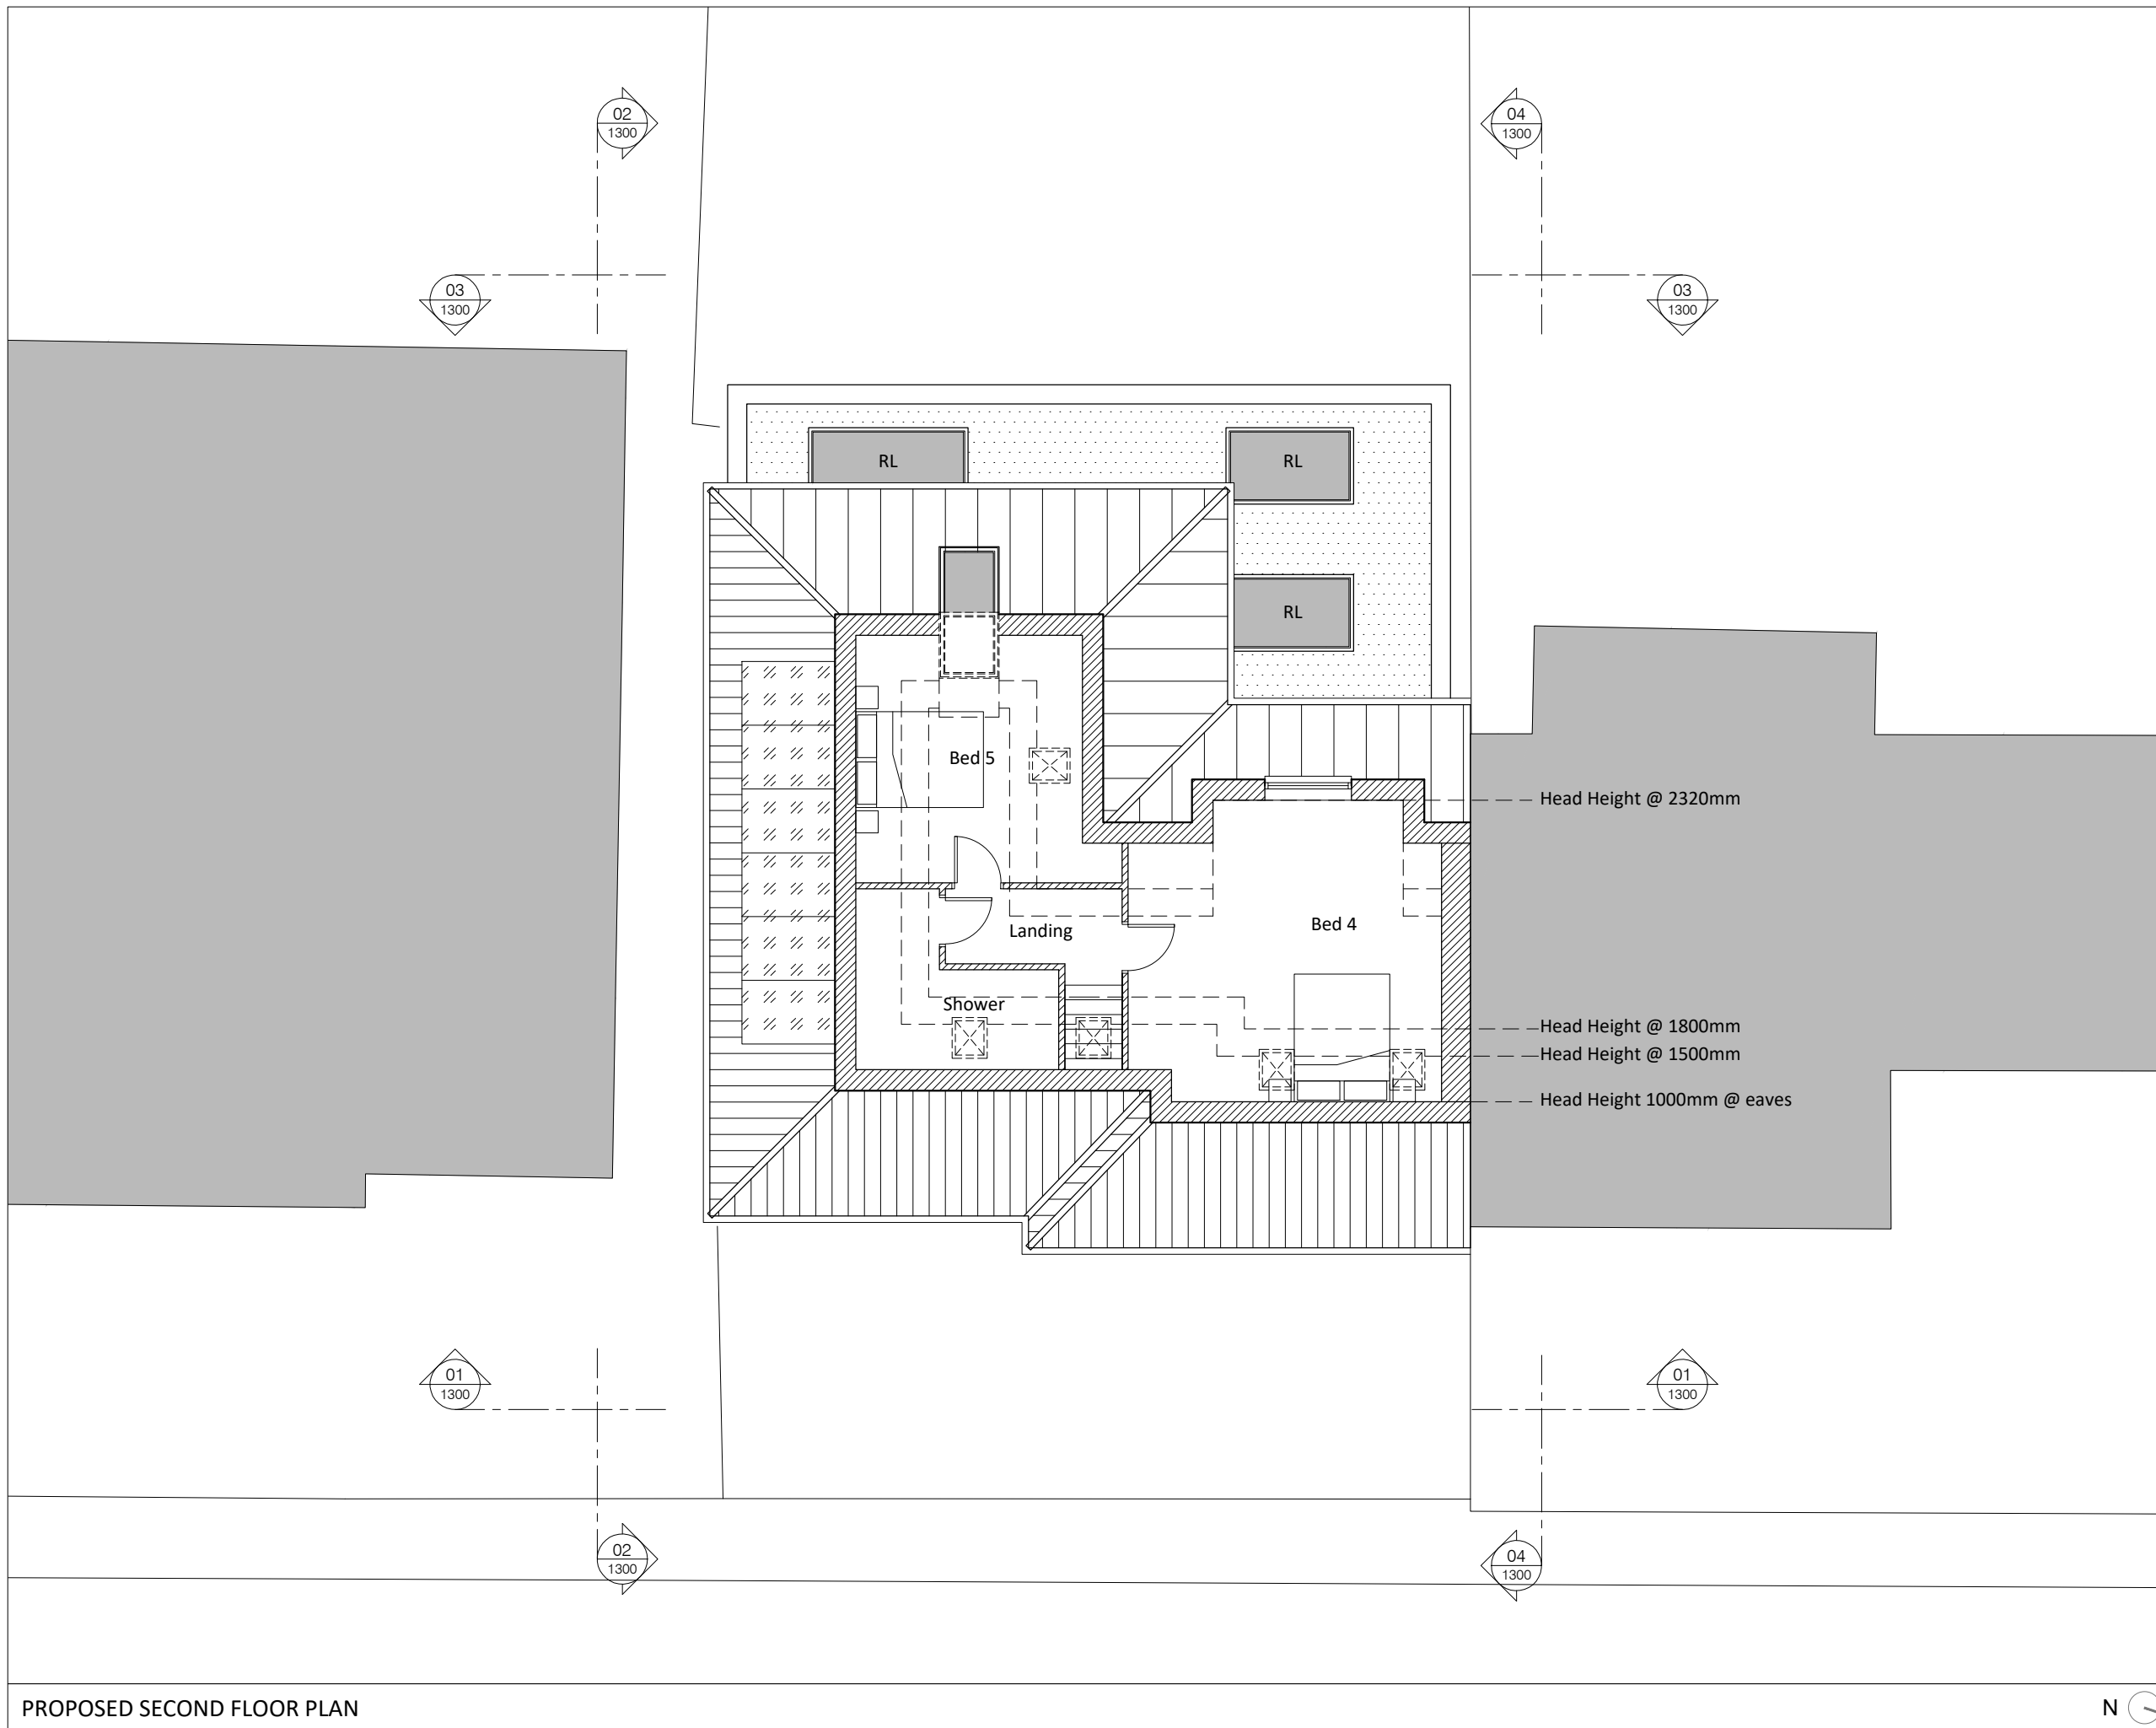 02
1300
04
1300
03
1300
03
1300
RL
RL
RL
Bed 5
Head Height @ 2320mm
Bed 4
Landing
Shower
Head Height @ 1800mm
Head Height @ 1500mm
Head Height 1000mm @ eaves
01
1300
01
1300
02
1300
04
1300
PROPOSED SECOND FLOOR PLAN
N